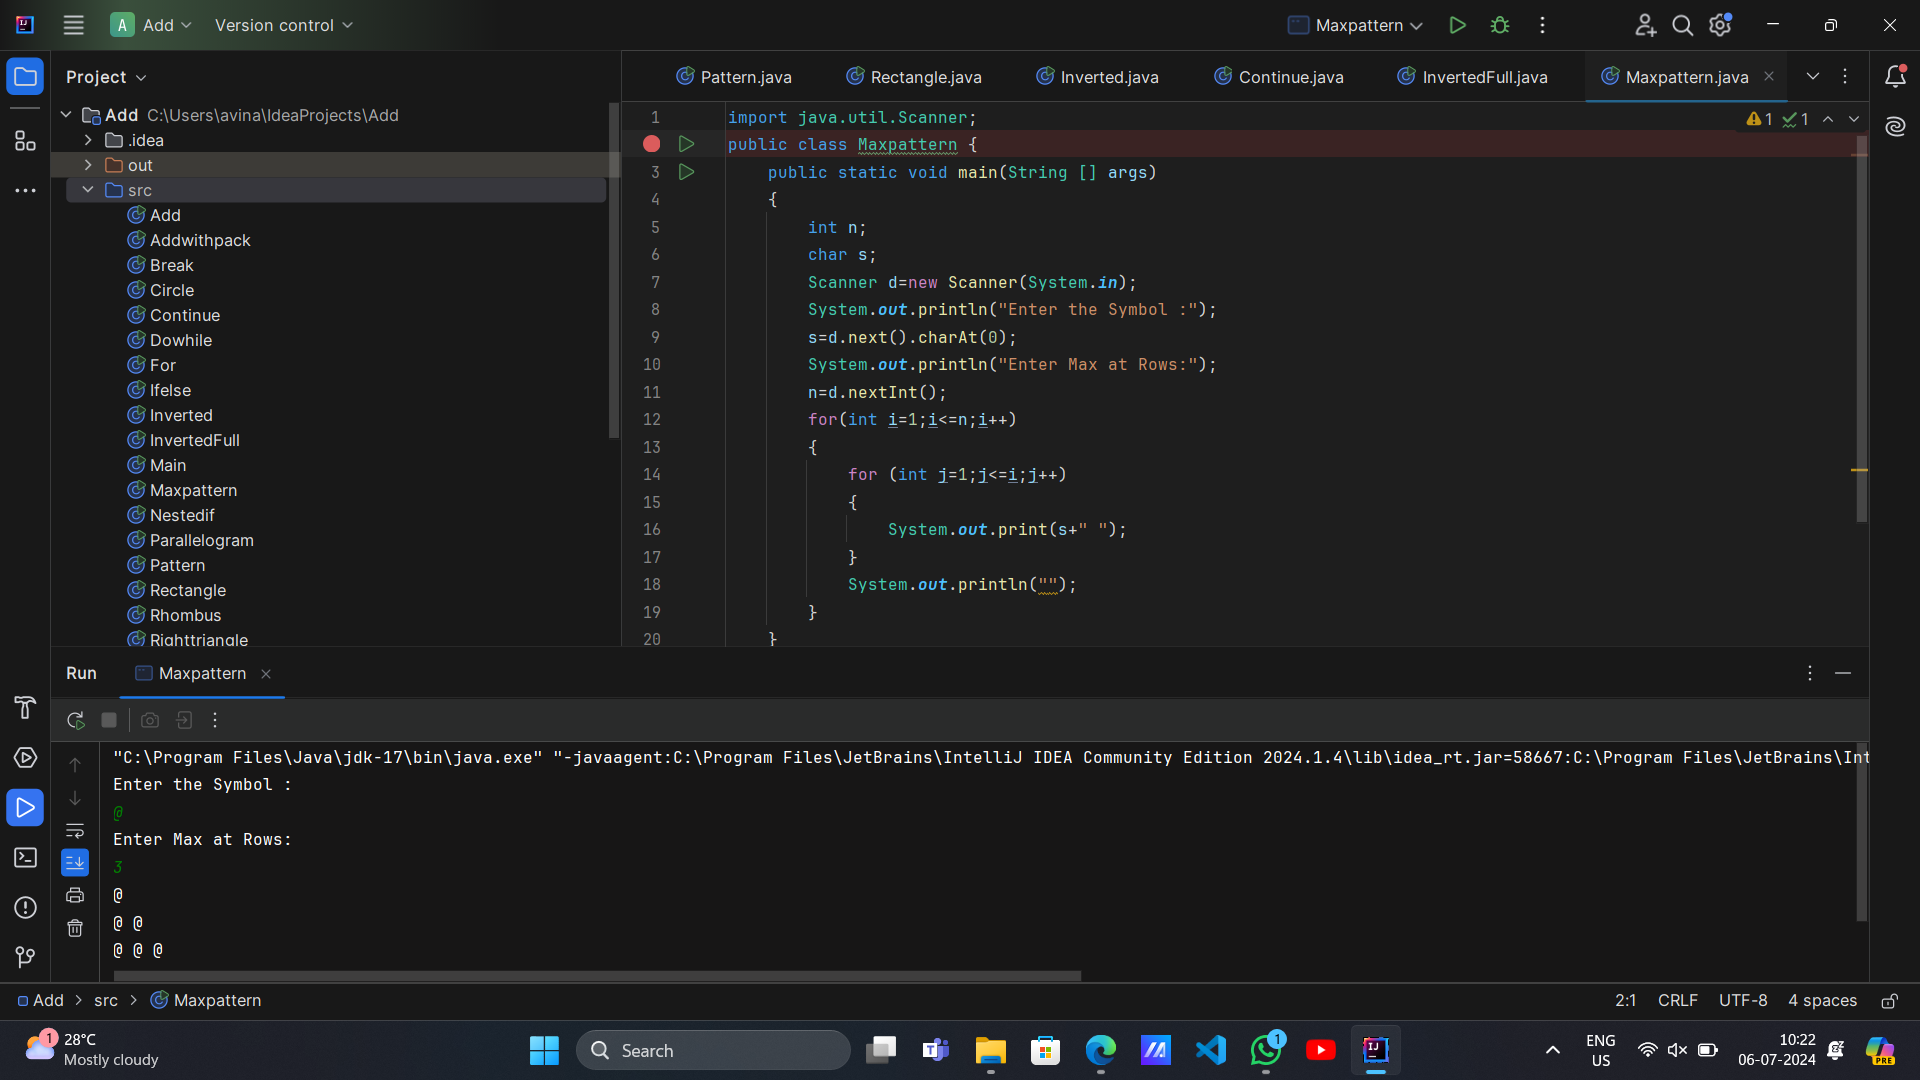 A Add Version control Maxpattern
Project Pattern.java Rectangle.java Inverted.java Continue.java InvertedFull.java Maxpattern.java
Add C:\Users\avina\IdeaProjects\Add
.idea
out
src
Add
Addwithpack
Break
Circle
Continue
Dowhile
For
Ifelse
Inverted
InvertedFull
Main
Maxpattern
Nestedif
Parallelogram
Pattern
Rectangle
Rhombus
Righttriangle
1 import java.util.Scanner;
public class Maxpattern {
3 public static void main(String [] args)
4 {
5 int n;
6 char s;
7 Scanner d=new Scanner(System.in);
8 System.out.println("Enter the Symbol :");
9 s=d.next().charAt(0);
10 System.out.println("Enter Max at Rows:");
11 n=d.nextInt();
12 for(int i=1;i<=n;i++)
13 {
14 for (int j=1;j<=i;j++)
15 {
16 System.out.print(s+" ");
17 }
18 System.out.println("");
19 }
20 }
1 1
Run Maxpattern
"C:\Program Files\Java\jdk-17\bin\java.exe" "-javaagent:C:\Program Files\JetBrains\IntelliJ IDEA Community Edition 2024.1.4\lib\idea_rt.jar=58667:C:\Program Files\JetBrains\Int
Enter the Symbol :
@
Enter Max at Rows:
3
@
@ @
@ @ @
Add src Maxpattern 2:1 CRLF UTF-8 4 spaces
1
28°C
Mostly cloudy
Search
1
ENG
US
10:22
06-07-2024
PRE